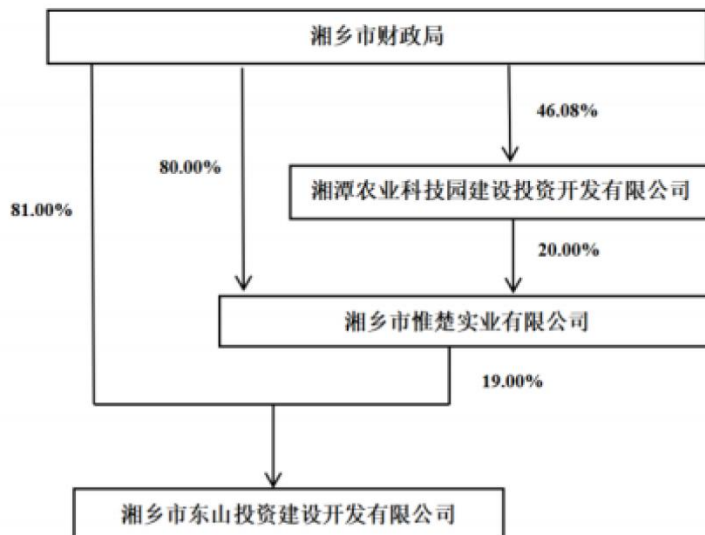 湘乡市财政局
46.08%
80.00%
湘潭农业科技园建设投资开发有限公司
81.00%
20.00%
湘乡市惟楚实业有限公司
19.00%
湘乡市东山投资建设开发有限公司